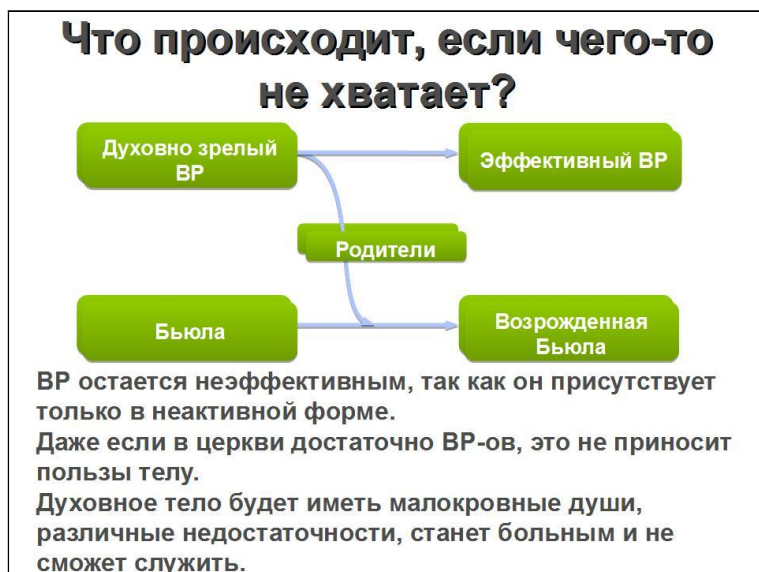 Что происходит, если чего-то
не хватает?
Духовно зрелый
ВР
Эффективный ВР
Родители
Бьюла
Возрожденная
Бьюла
ВР остается неэффективным, так как он присутствует
только в неактивной форме.
Даже если в церкви достаточно ВР-ов, это не приносит
пользы телу.
Духовное тело будет иметь малокровные души,
различные недостаточности, станет больным и не
сможет служить.